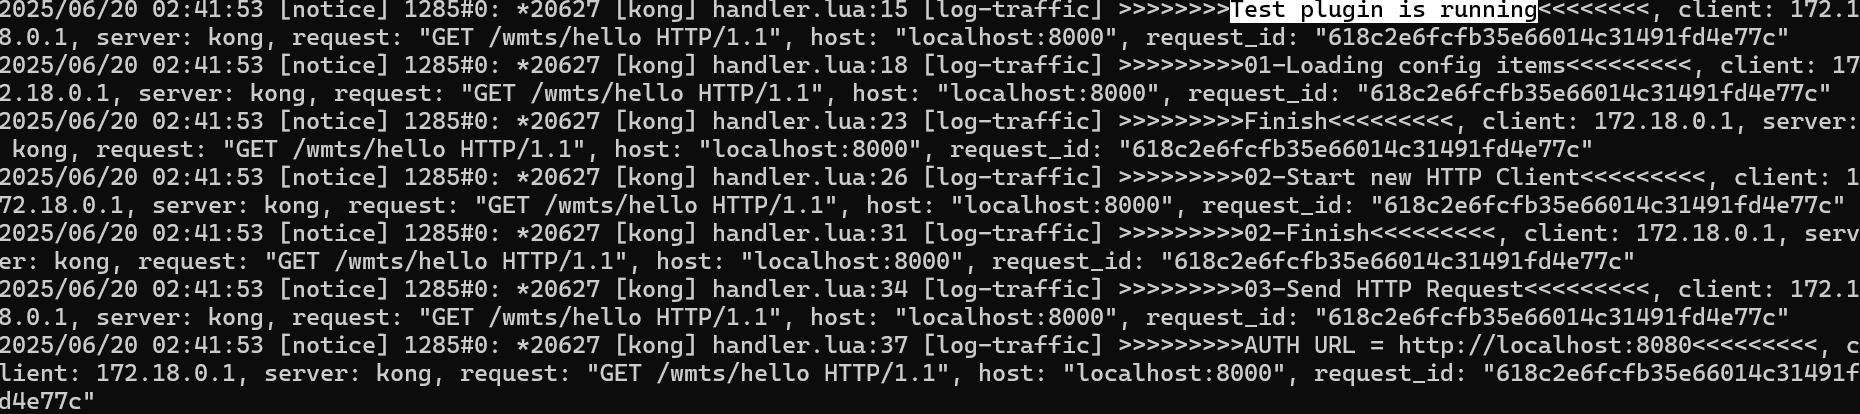 2025/06/20 02:41:53 [notice] 1285#0: *20627 [kong] handler.lua:15 [log-traffic] >>>>>>>>Test plugin is running<<<<<<<<, client: 172.1
8.0.1, server: kong, request: "GET /wmts/hello HTTP/1.1", host: "localhost:8000", request_id: "618c2e6fcfb35e66014c31491fd4e77c"
2025/06/20 02:41:53 [notice] 1285#0: *20627 [kong] handler.lua:18 [log-traffic] >>>>>>>>>01-Loading config items<<<<<<<<<, client: 17
2.18.0.1, server: kong, request: "GET /wmts/hello HTTP/1.1", host: "localhost:8000", request_id: "618c2e6fcfb35e66014c31491fd4e77c"
2025/06/20 02:41:53 [notice] 1285#0: *20627 [kong] handler.lua:23 [log-traffic] >>>>>>>>>Finish<<<<<<<<<, client: 172.18.0.1, server:
kong, request: "GET /wmts/hello HTTP/1.1", host: "localhost:8000", request_id: "618c2e6fcfb35e66014c31491fd4e77c"
2025/06/20 02:41:53 [notice] 1285#0: *20627 [kong] handler.lua:26 [log-traffic] >>>>>>>>>02-Start new HTTP Client<<<<<<<<<, client: 1
72.18.0.1, server: kong, request: "GET /wmts/hello HTTP/1.1", host: "localhost:8000", request_id: "618c2e6fcfb35e66014c31491fd4e77c"
2025/06/20 02:41:53 [notice] 1285#0: *20627 [kong] handler.lua:31 [log-traffic] >>>>>>>>>02-Finish<<<<<<<<<, client: 172.18.0.1, serv
er: kong, request: "GET /wmts/hello HTTP/1.1", host: "localhost:8000", request_id: "618c2e6fcfb35e66014c31491fd4e77c"
2025/06/20 02:41:53 [notice] 1285#0: *20627 [kong] handler.lua:34 [log-traffic] >>>>>>>>>03-Send HTTP Request<<<<<<<<<, client: 172.1
8.0.1, server: kong, request: "GET /wmts/hello HTTP/1.1", host: "localhost:8000", request_id: "618c2e6fcfb35e66014c31491fd4e77c"
2025/06/20 02:41:53 [notice] 1285#0: *20627 [kong] handler.lua:37 [log-traffic] >>>>>>>>>AUTH URL = http://localhost:8080<<<<<<<<<, c
lient: 172.18.0.1, server: kong, request: "GET /wmts/hello HTTP/1.1", host: "localhost:8000", request_id: "618c2e6fcfb35e66014c31491f
d4e77c"